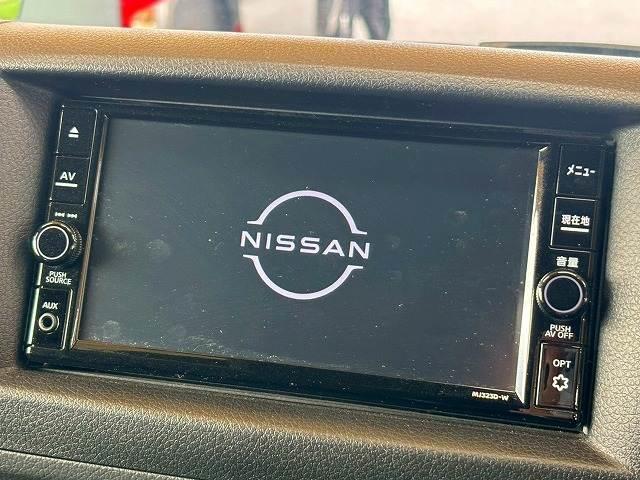 AV
PUSH
SOURCE
AUX
NISSAN
メニュー
現在地
音量
PUSH
AV OFF
OPT
MJ323D-W